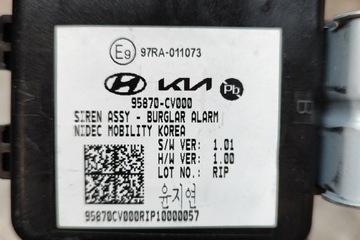 E9 97RA-011073
HYUNDAI KIA Pb
95870-CV000
SIREN ASSY - BURGLAR ALARM
NIDEC MOBILITY KOREA
S/W VER: 1.01
H/W VER: 1.00
LOT NO.: RIP
윤지연
95870CV000RIP10000057
B